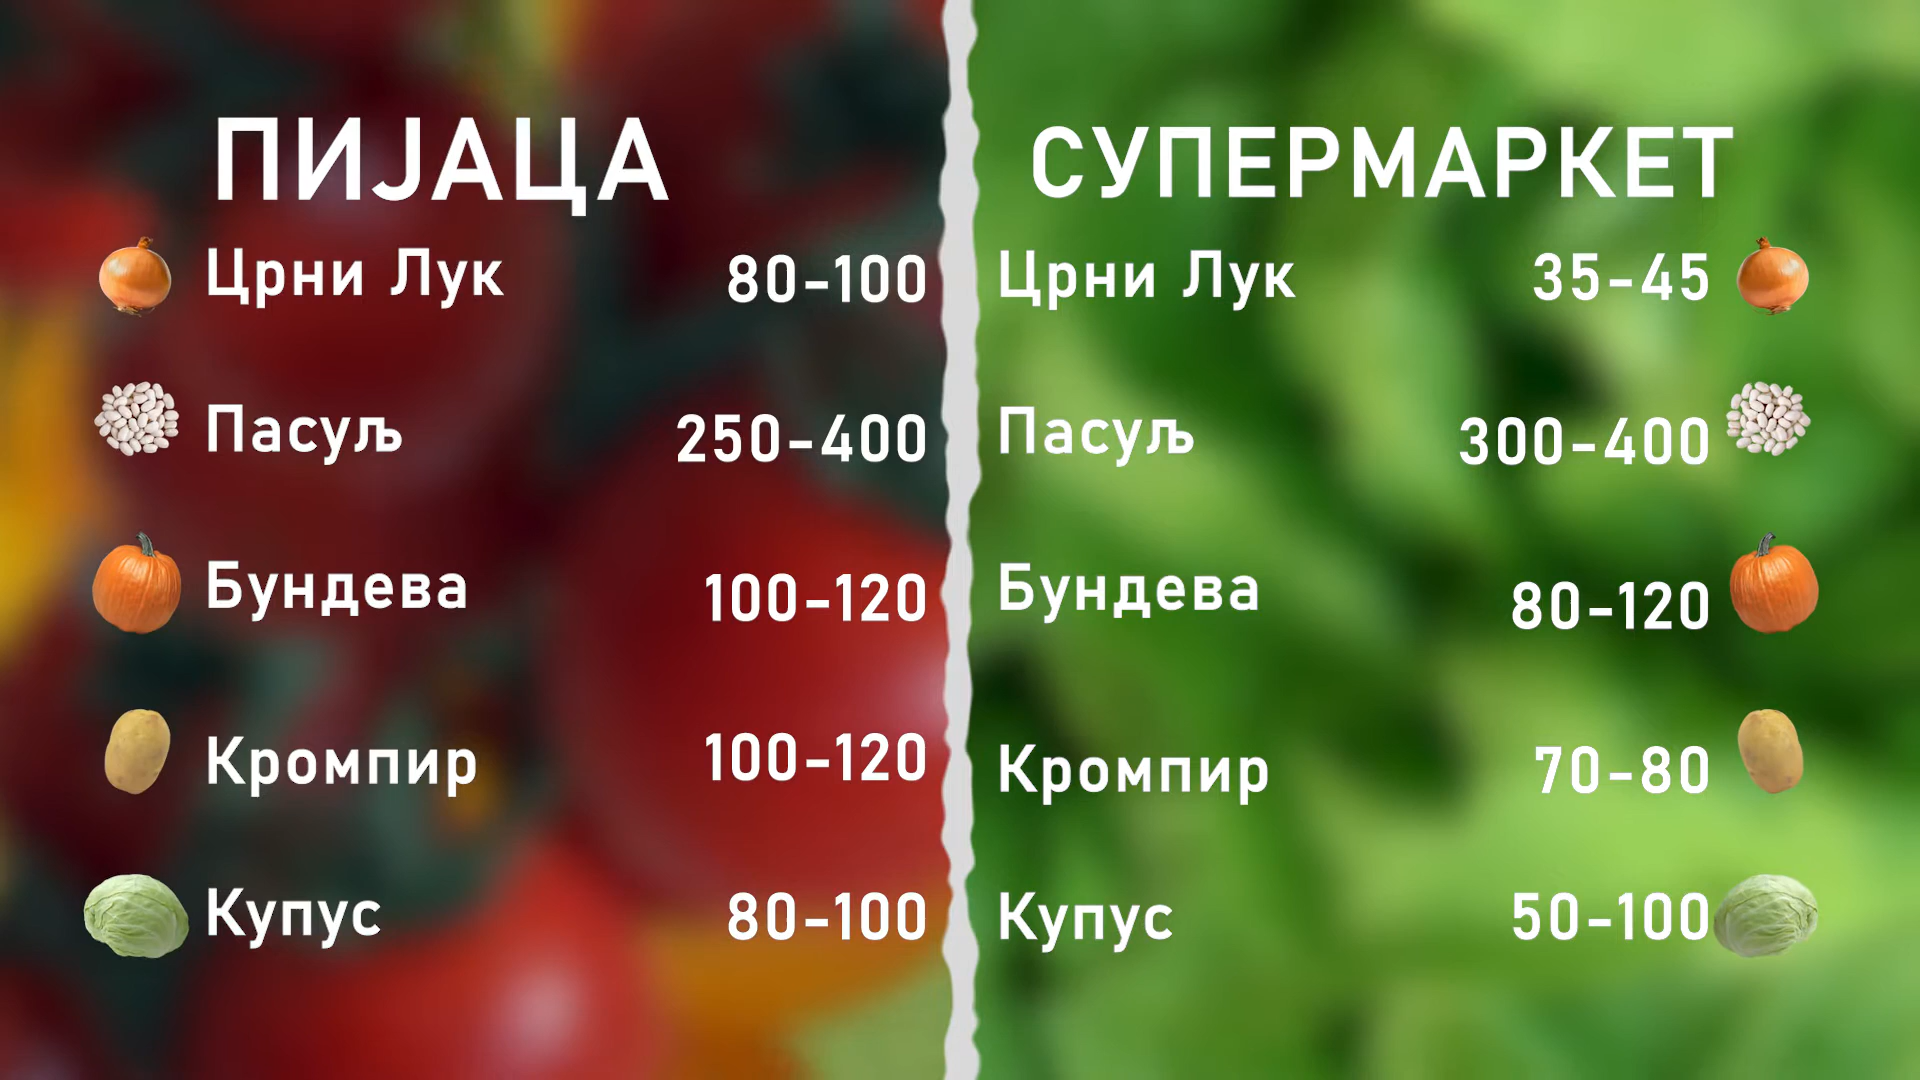 ПИЈАЦА
Црни Лук 80-100
Пасуљ 250-400
Бундева 100-120
Кромпир 100-120
Купус 80-100
СУПЕРМАРКЕТ
Црни Лук 35-45
Пасуљ 300-400
Бундева 80-120
Кромпир 70-80
Купус 50-100